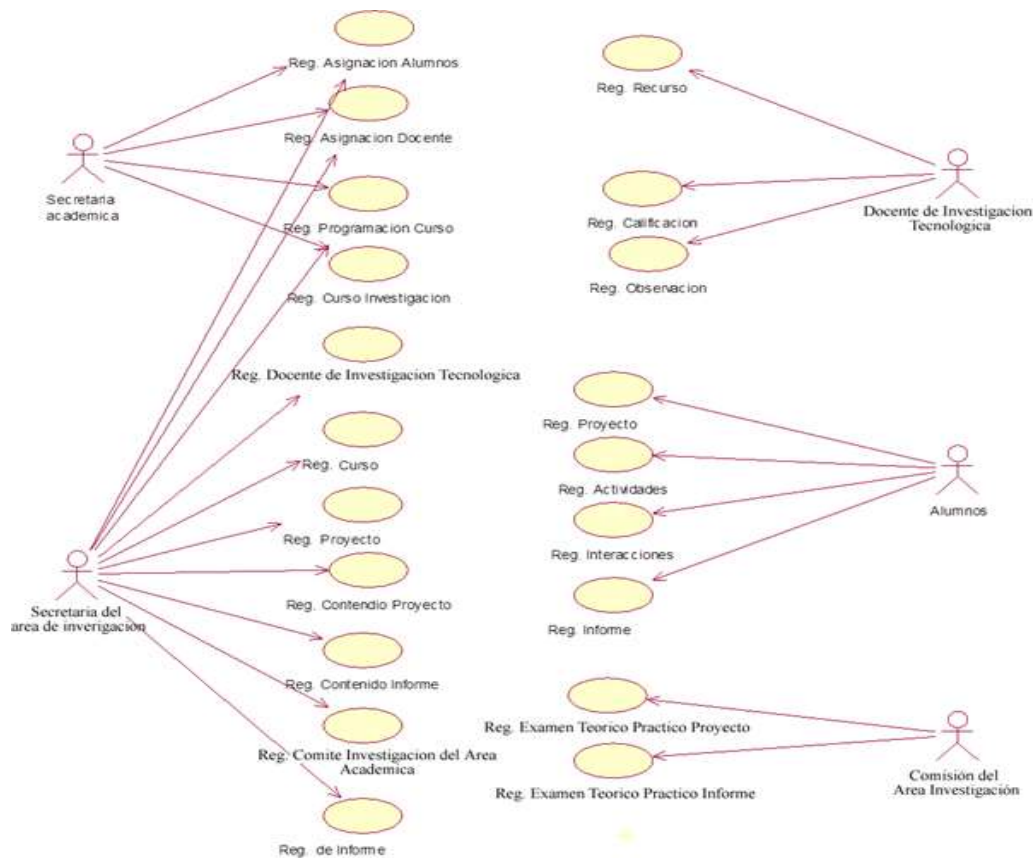 Reg. Asignacion Alumnos
Reg. Asignacion Docente
Secretaria
academica
Reg. Programacion Curso
Reg. Curso Investigacion
Reg. Docente de Investigacion Tecnologica
Reg. Curso
Reg. Proyecto
Reg. Contendio Proyecto
Secretaria del
area de inverigación
Reg. Contenido Informe
Reg. Comite Investigacion del Area
Academica
Reg. de Informe
Reg. Recurso
Reg. Calificacion
Docente de Investigacion
Tecnologica
Reg. Observacion
Reg. Proyecto
Reg. Actividades
Alumnos
Reg. Interacciones
Reg. Informe
Reg. Examen Teorico Practico Proyecto
Reg. Examen Teorico Practico Informe
Comisión del
Area Investigación